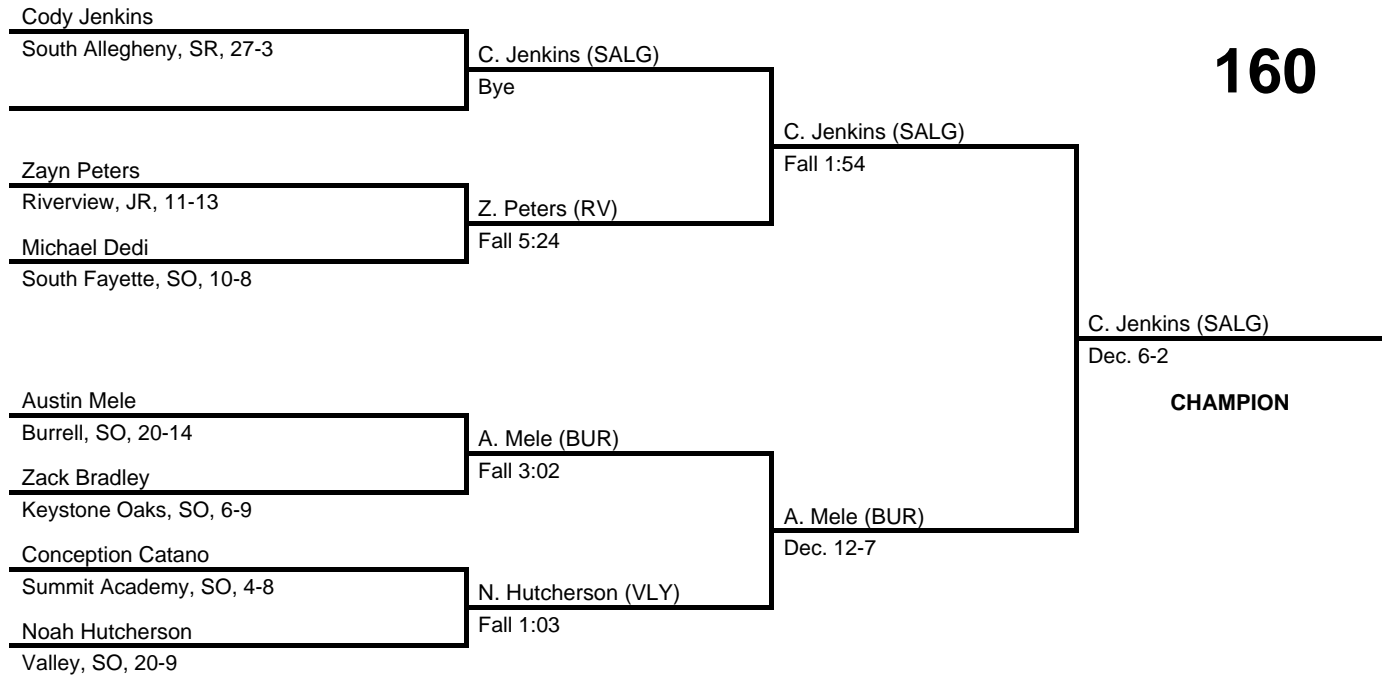 160
Cody Jenkins
South Allegheny, SR, 27-3
Zayn Peters
Riverview, JR, 11-13
Michael Dedi
South Fayette, SO, 10-8
Austin Mele
Burrell, SO, 20-14
Zack Bradley
Keystone Oaks, SO, 6-9
Conception Catano
Summit Academy, SO, 4-8
Noah Hutcherson
Valley, SO, 20-9
C. Jenkins (SALG)
Bye
Z. Peters (RV)
Fall 5:24
A. Mele (BUR)
Fall 3:02
N. Hutcherson (VLY)
Fall 1:03
C. Jenkins (SALG)
Fall 1:54
A. Mele (BUR)
Dec. 12-7
C. Jenkins (SALG)
Dec. 6-2
CHAMPION